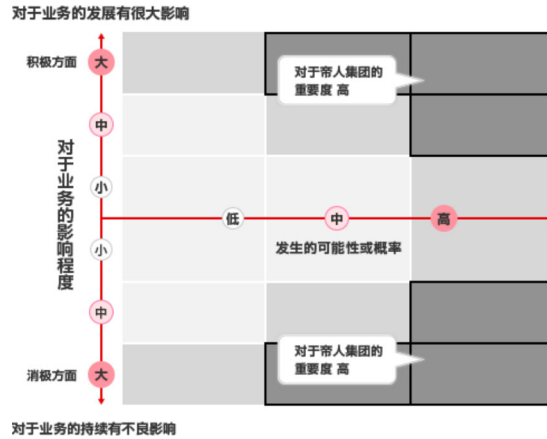 对于业务的发展有很大影响
积极方面
大
对于帝人集团的
重要度 高
中
对于业务的影响程度
小
低
中
高
发生的可能性或概率
小
中
对于帝人集团的
重要度 高
消极方面
大
对于业务的持续有不良影响